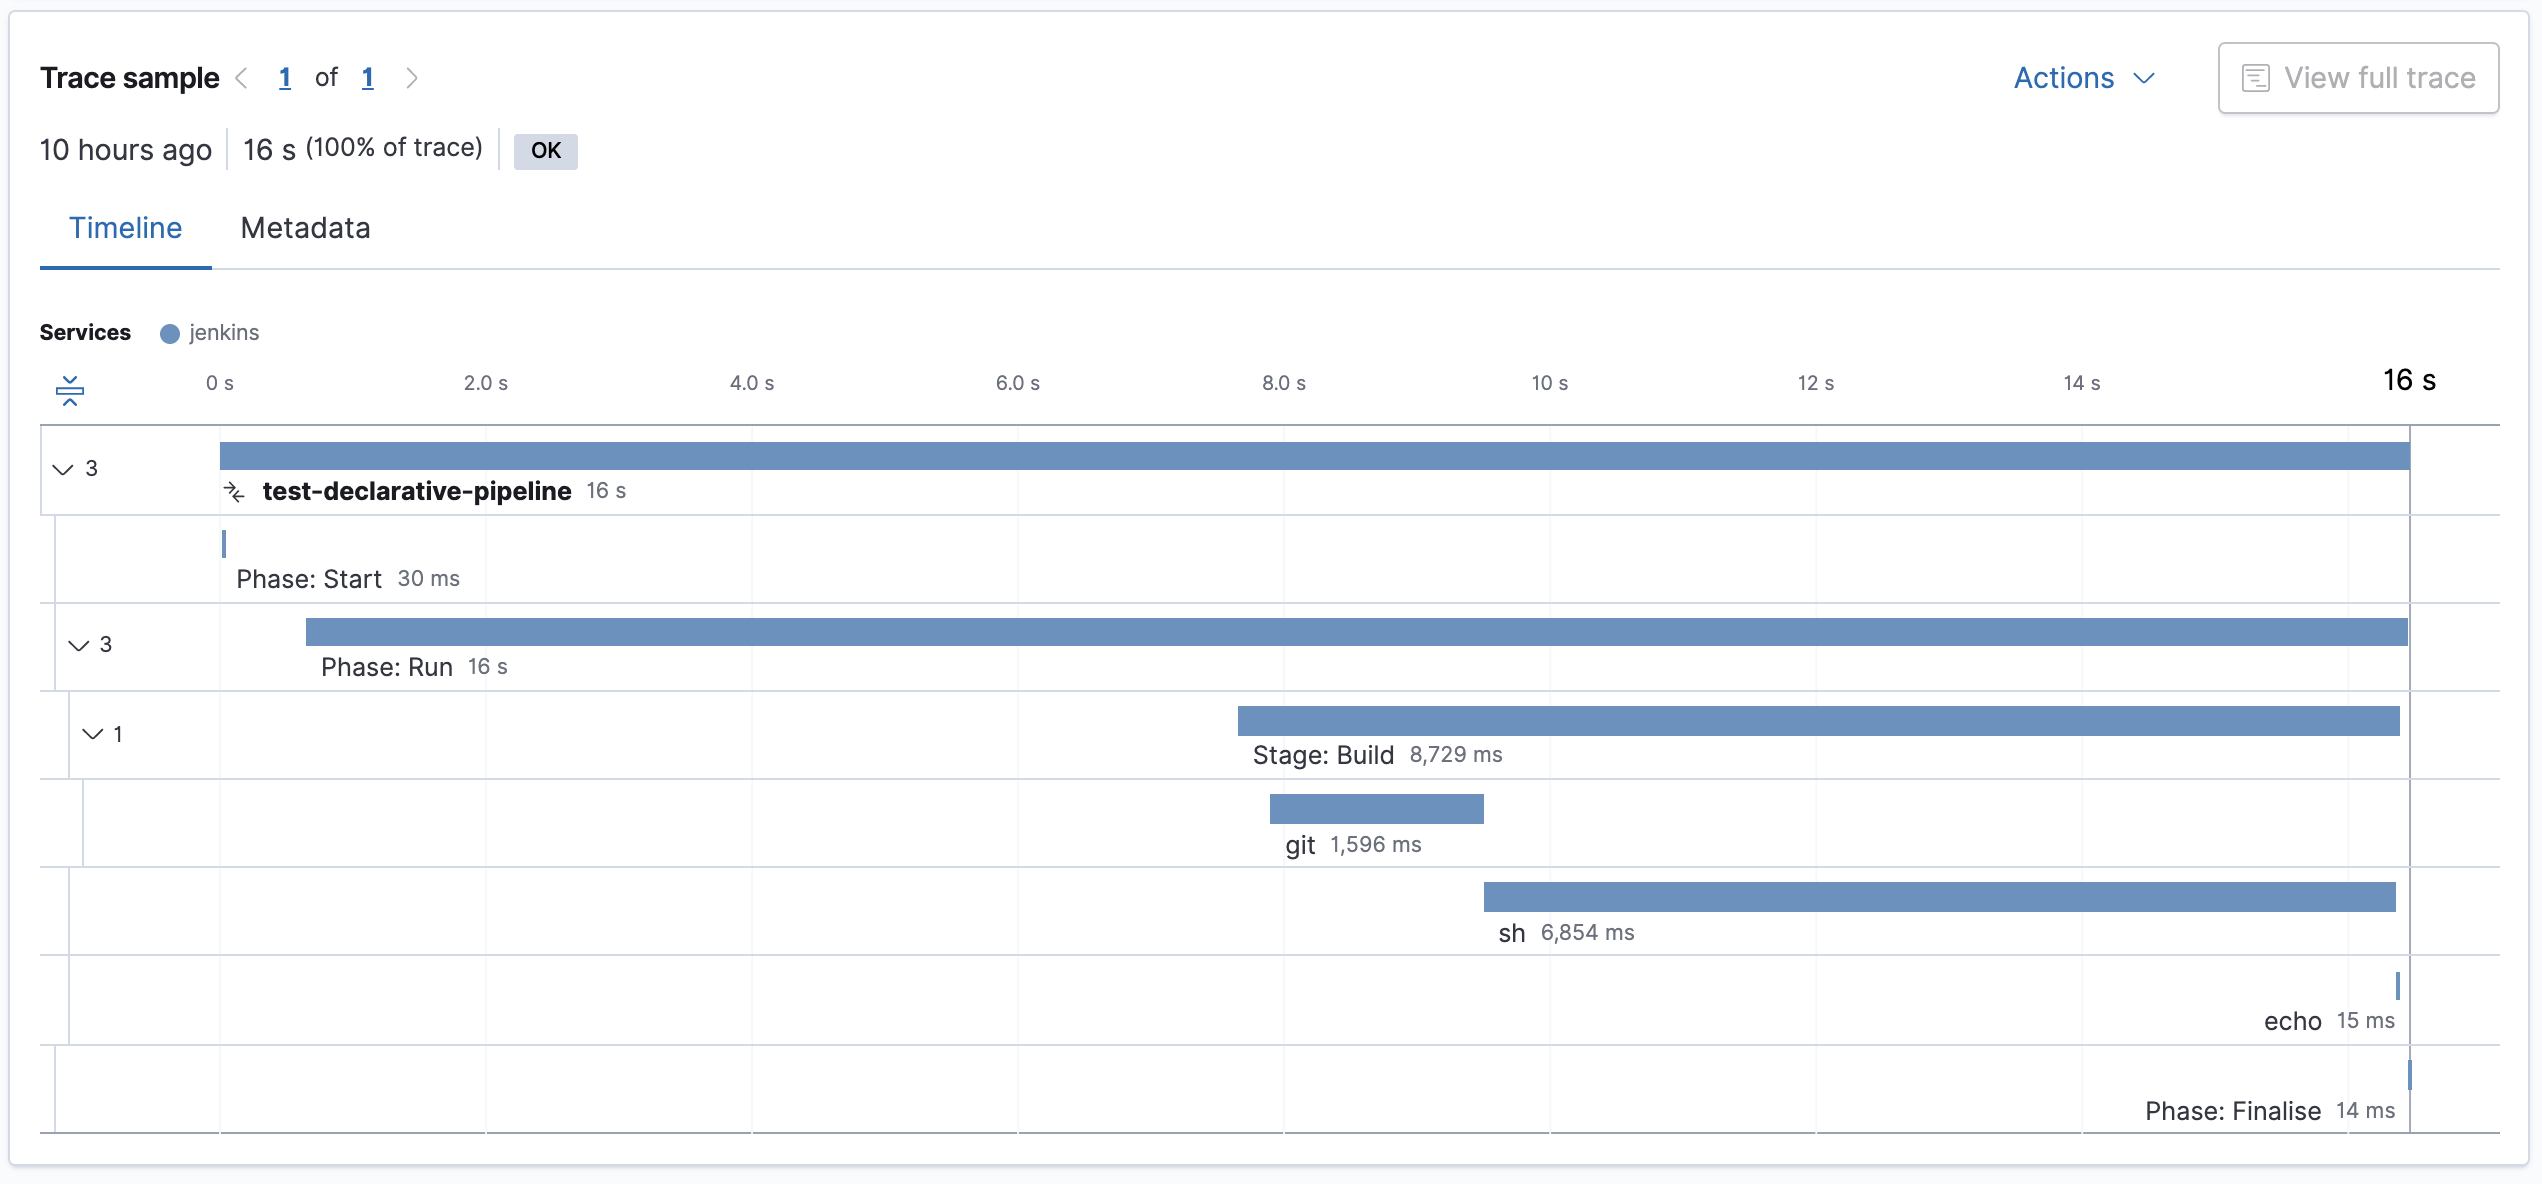 Trace sample 1 of 1 Actions View full trace
10 hours ago 16 s (100% of trace) OK
Timeline Metadata
Services jenkins
0 s 2.0 s 4.0 s 6.0 s 8.0 s 10 s 12 s 14 s 16 s
3
test-declarative-pipeline 16 s
Phase: Start 30 ms
3
Phase: Run 16 s
1
Stage: Build 8,729 ms
git 1,596 ms
sh 6,854 ms
echo 15 ms
Phase: Finalise 14 ms